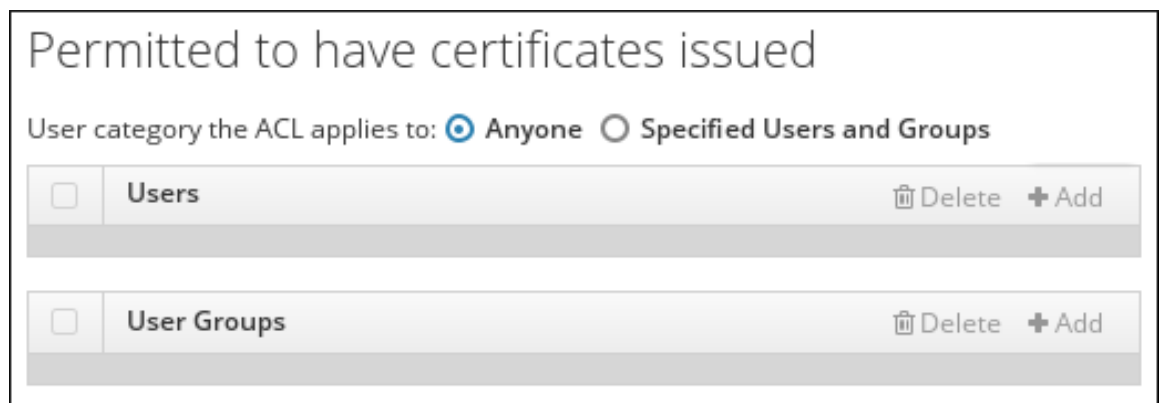 Permitted to have certificates issued
User category the ACL applies to: Anyone Specified Users and Groups
Users Delete Add
User Groups Delete Add